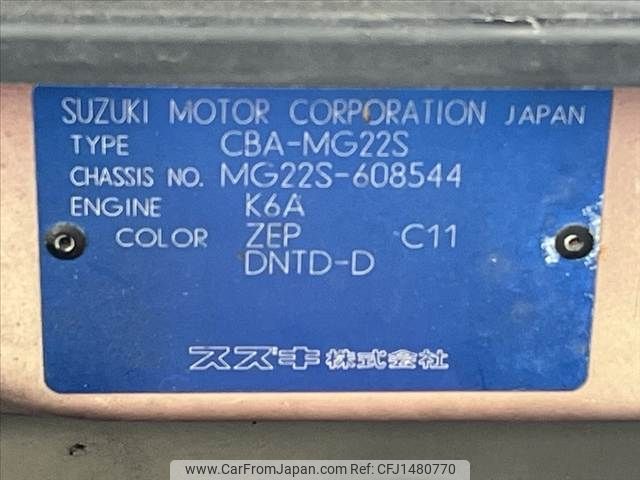 SUZUKI MOTOR CORPORATION JAPAN
TYPE CBA-MG22S
CHASSIS NO. MG22S-608544
ENGINE K6A
COLOR ZEP C11
DNTD-D
スズキ株式会社
www.CarFromJapan.com | CFJ1480770